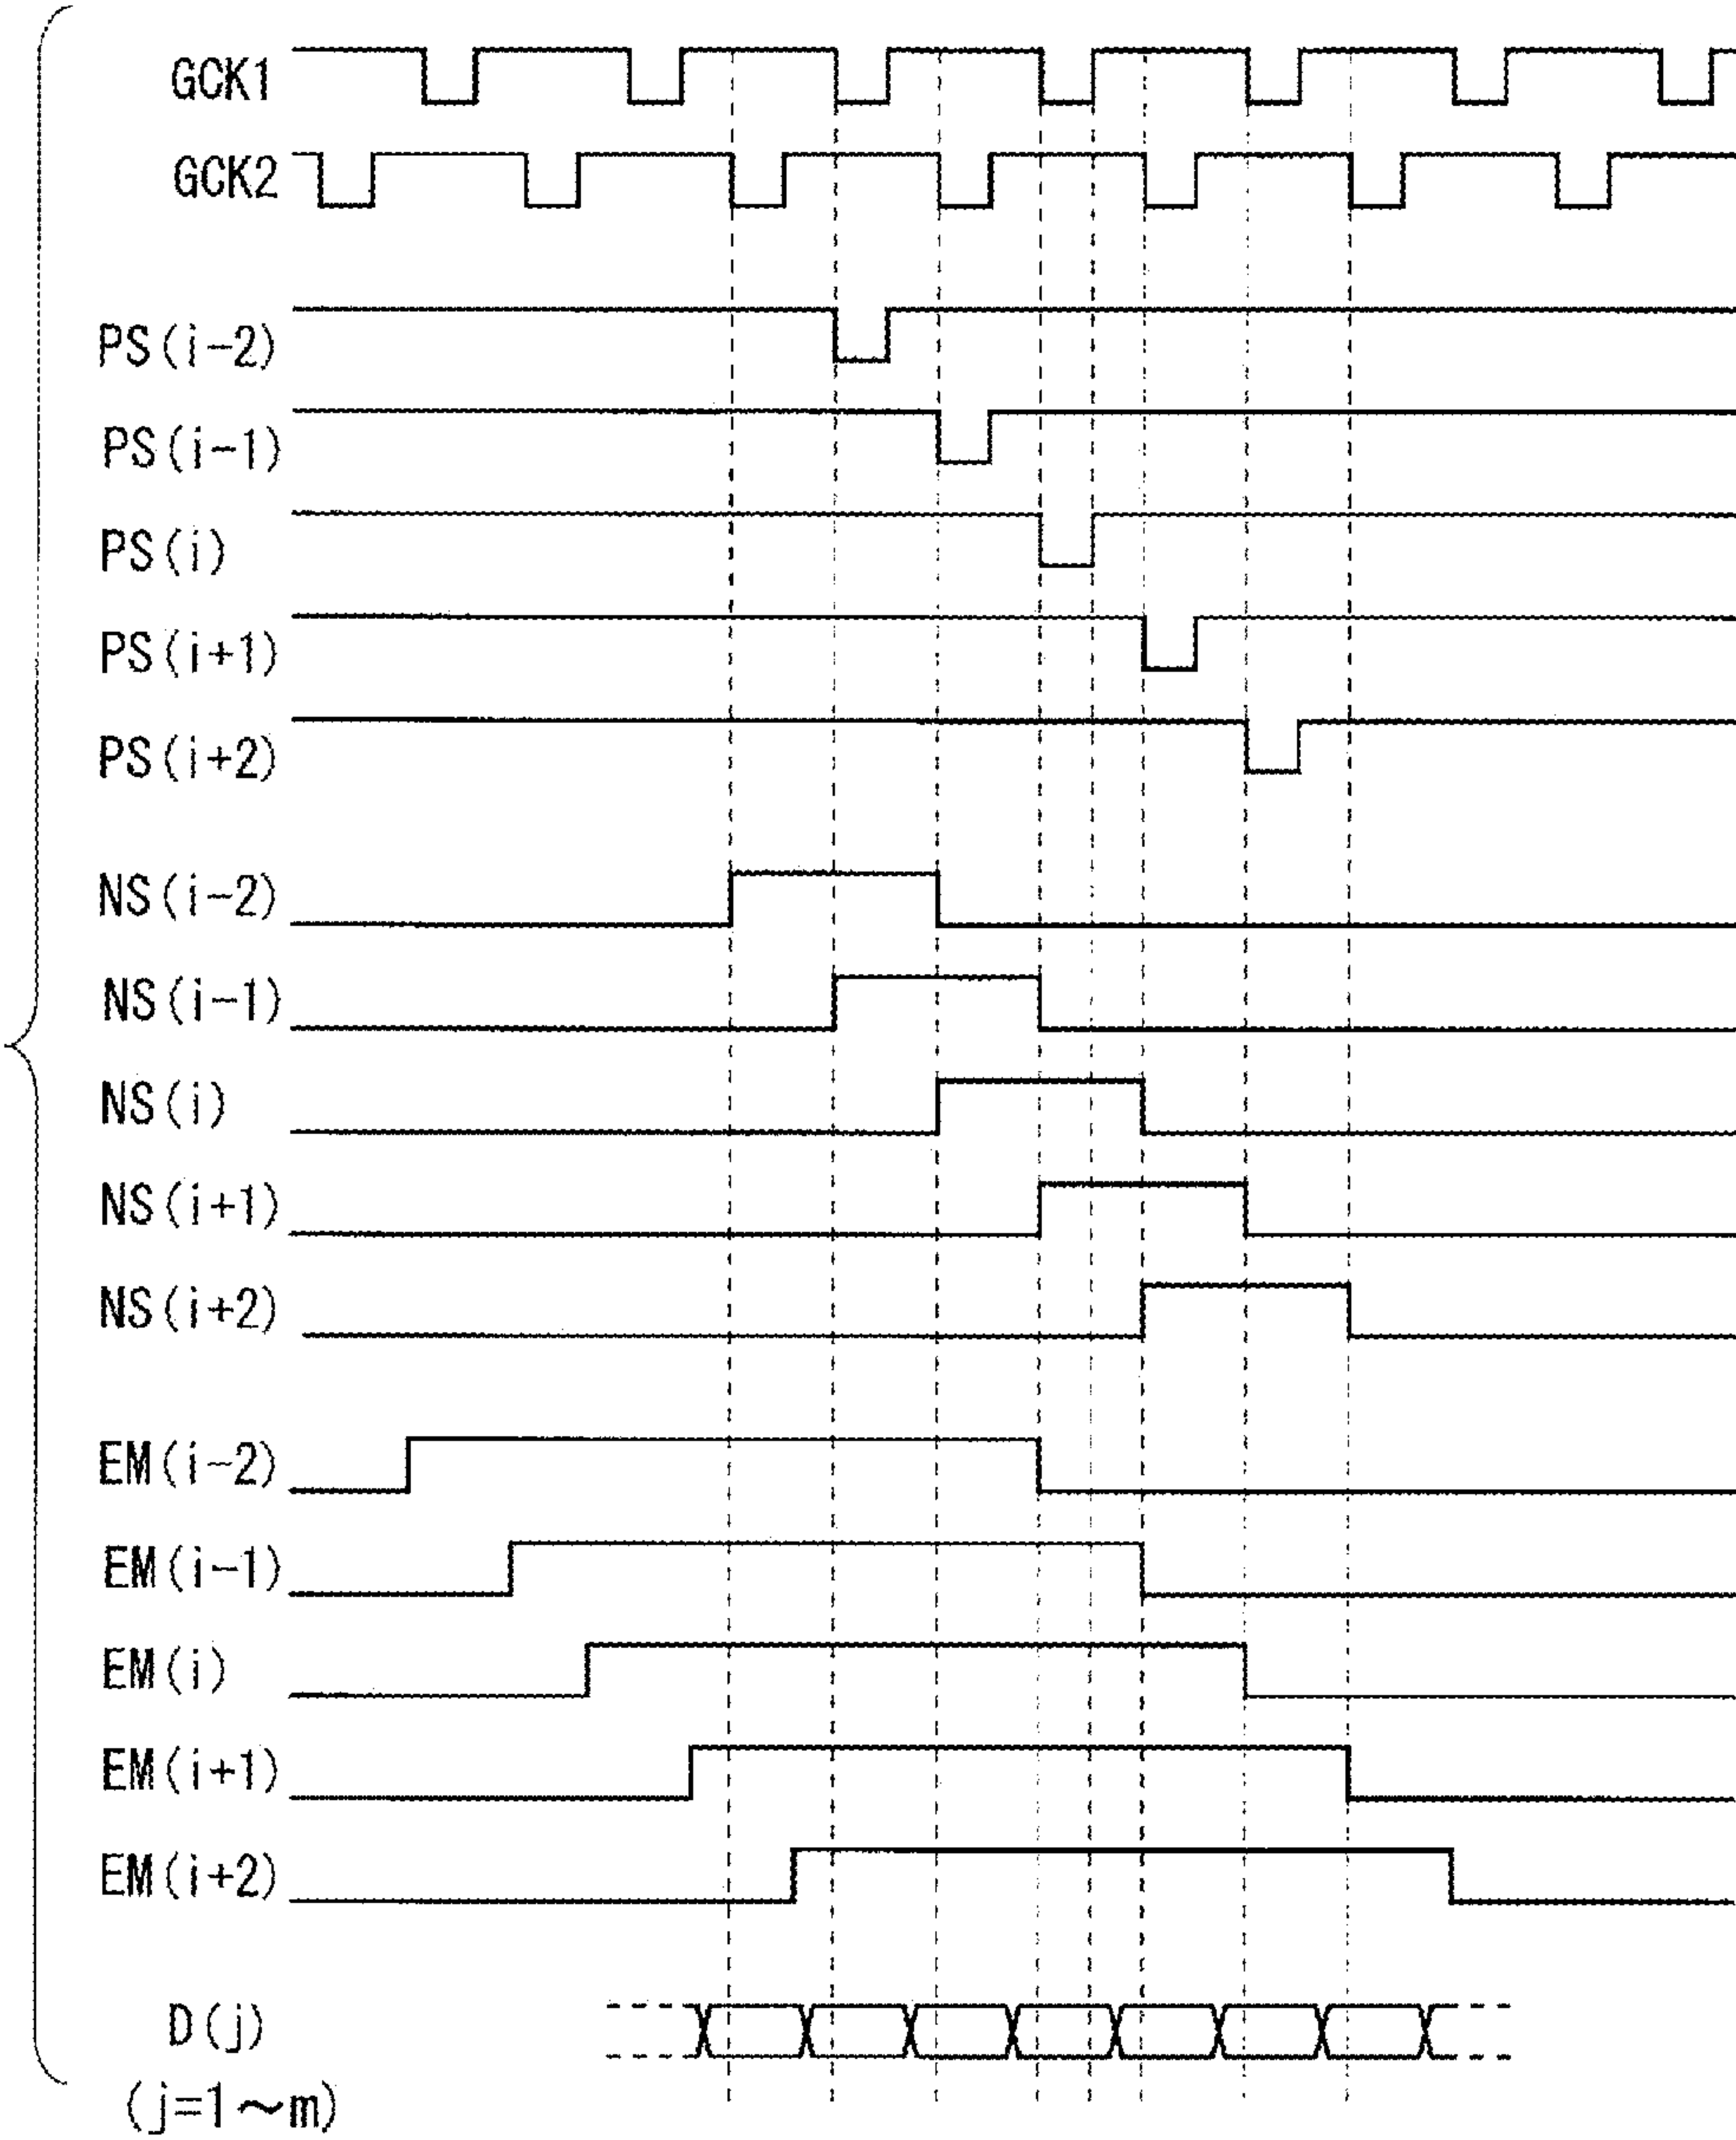 GCK1
GCK2
PS(i-2)
PS(i-1)
PS(i)
PS(i+1)
PS(i+2)
NS(i-2)
NS(i-1)
NS(i)
NS(i+1)
NS(i+2)
EM(i-2)
EM(i-1)
EM(i)
EM(i+1)
EM(i+2)
D(j)
(j=1~m)